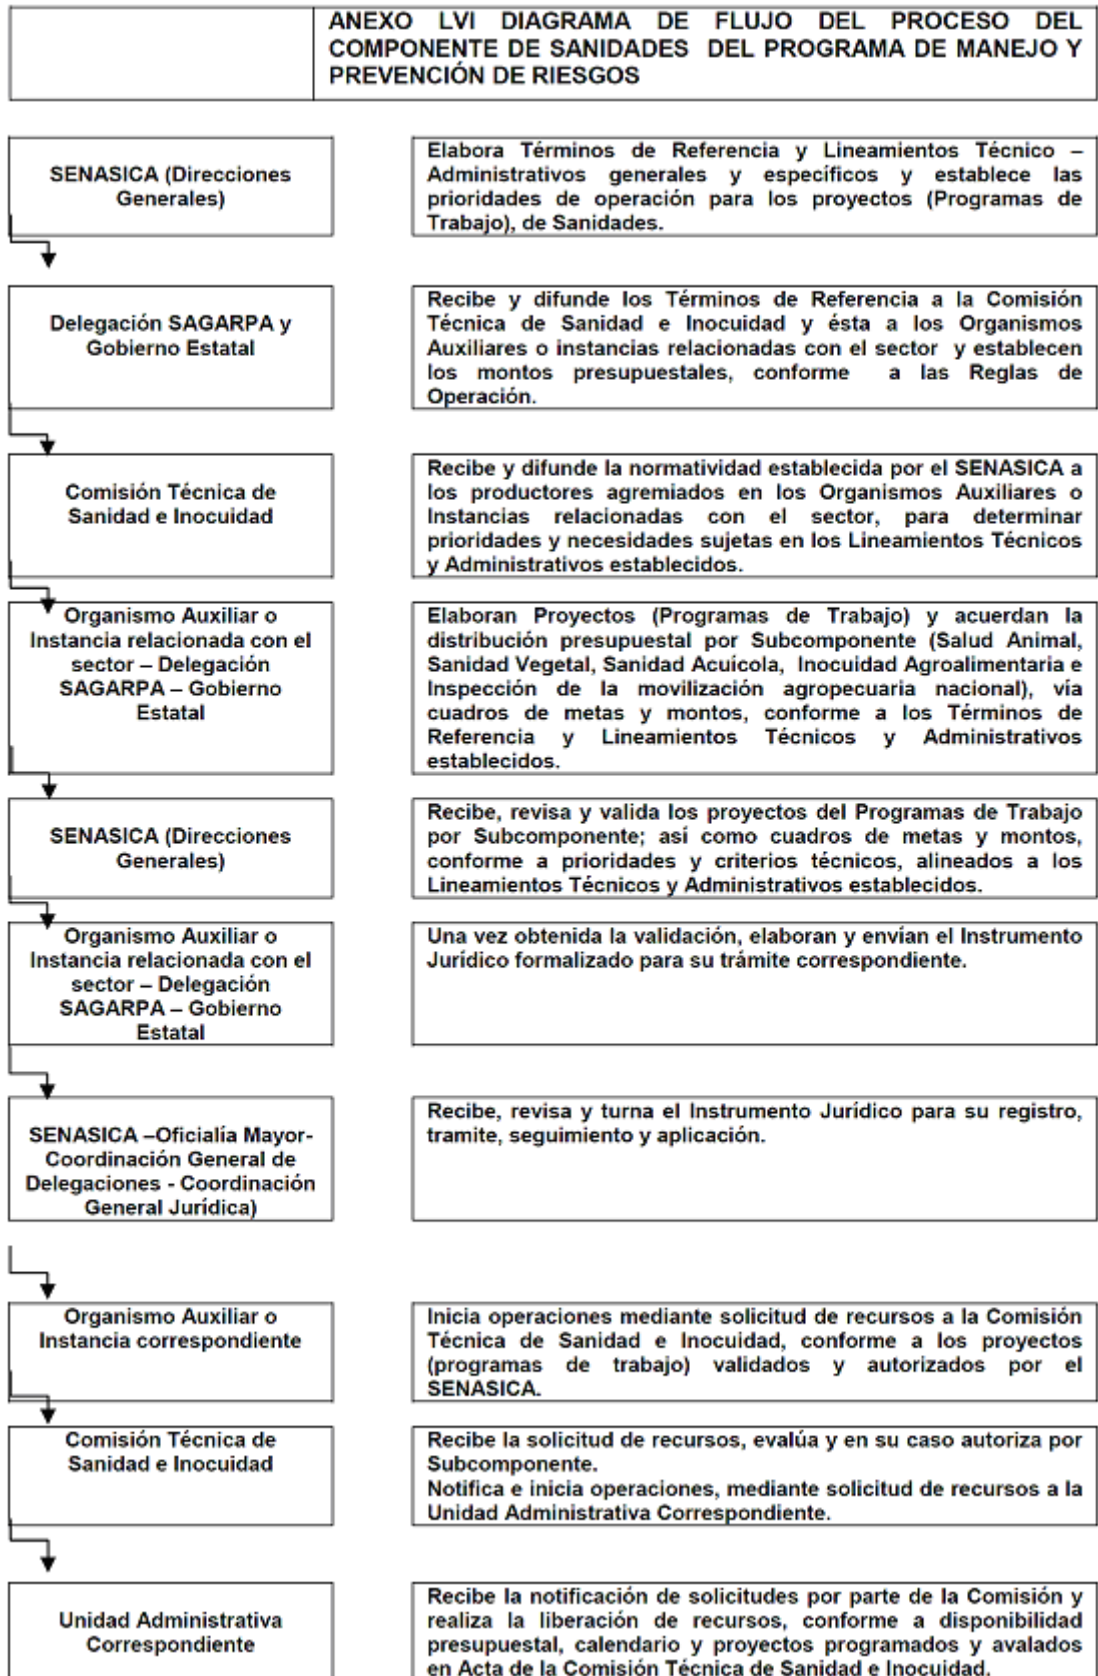 ANEXO LVI DIAGRAMA DE FLUJO DEL PROCESO DEL
COMPONENTE DE SANIDADES DEL PROGRAMA DE MANEJO Y
PREVENCIÓN DE RIESGOS
SENASICA (Direcciones
Generales)
Elabora Términos de Referencia y Lineamientos Técnico –
Administrativos generales y específicos y establece las
prioridades de operación para los proyectos (Programas de
Trabajo), de Sanidades.
Delegación SAGARPA y
Gobierno Estatal
Recibe y difunde los Términos de Referencia a la Comisión
Técnica de Sanidad e Inocuidad y ésta a los Organismos
Auxiliares o instancias relacionadas con el sector y establecen
los montos presupuestales, conforme a las Reglas de
Operación.
Comisión Técnica de
Sanidad e Inocuidad
Recibe y difunde la normatividad establecida por el SENASICA a
los productores agremiados en los Organismos Auxiliares o
Instancias relacionadas con el sector, para determinar
prioridades y necesidades sujetas en los Lineamientos Técnicos
y Administrativos establecidos.
Organismo Auxiliar o
Instancia relacionada con el
sector – Delegación
SAGARPA – Gobierno
Estatal
Elaboran Proyectos (Programas de Trabajo) y acuerdan la
distribución presupuestal por Subcomponente (Salud Animal,
Sanidad Vegetal, Sanidad Acuícola, Inocuidad Agroalimentaria e
Inspección de la movilización agropecuaria nacional), vía
cuadros de metas y montos, conforme a los Términos de
Referencia y Lineamientos Técnicos y Administrativos
establecidos.
SENASICA (Direcciones
Generales)
Recibe, revisa y valida los proyectos del Programas de Trabajo
por Subcomponente; así como cuadros de metas y montos,
conforme a prioridades y criterios técnicos, alineados a los
Lineamientos Técnicos y Administrativos establecidos.
Organismo Auxiliar o
Instancia relacionada con el
sector – Delegación
SAGARPA – Gobierno
Estatal
Una vez obtenida la validación, elaboran y envían el Instrumento
Jurídico formalizado para su trámite correspondiente.
SENASICA –Oficialía Mayor-
Coordinación General de
Delegaciones - Coordinación
General Jurídica)
Recibe, revisa y turna el Instrumento Jurídico para su registro,
tramite, seguimiento y aplicación.
Organismo Auxiliar o
Instancia correspondiente
Inicia operaciones mediante solicitud de recursos a la Comisión
Técnica de Sanidad e Inocuidad, conforme a los proyectos
(programas de trabajo) validados y autorizados por el
SENASICA.
Comisión Técnica de
Sanidad e Inocuidad
Recibe la solicitud de recursos, evalúa y en su caso autoriza por
Subcomponente.
Notifica e inicia operaciones, mediante solicitud de recursos a la
Unidad Administrativa Correspondiente.
Unidad Administrativa
Correspondiente
Recibe la notificación de solicitudes por parte de la Comisión y
realiza la liberación de recursos, conforme a disponibilidad
presupuestal, calendario y proyectos programados y avalados
en Acta de la Comisión Técnica de Sanidad e Inocuidad.